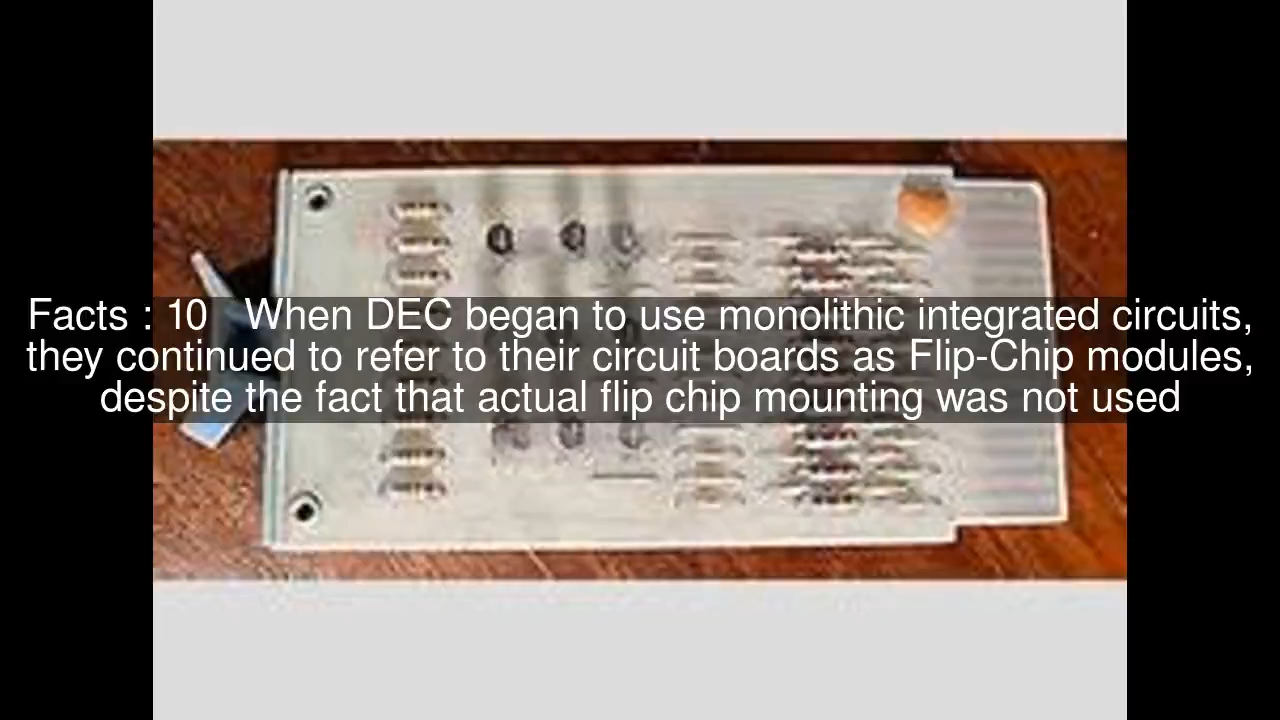 Facts : 10 When DEC began to use monolithic integrated circuits,
they continued to refer to their circuit boards as Flip-Chip modules,
despite the fact that actual flip chip mounting was not used